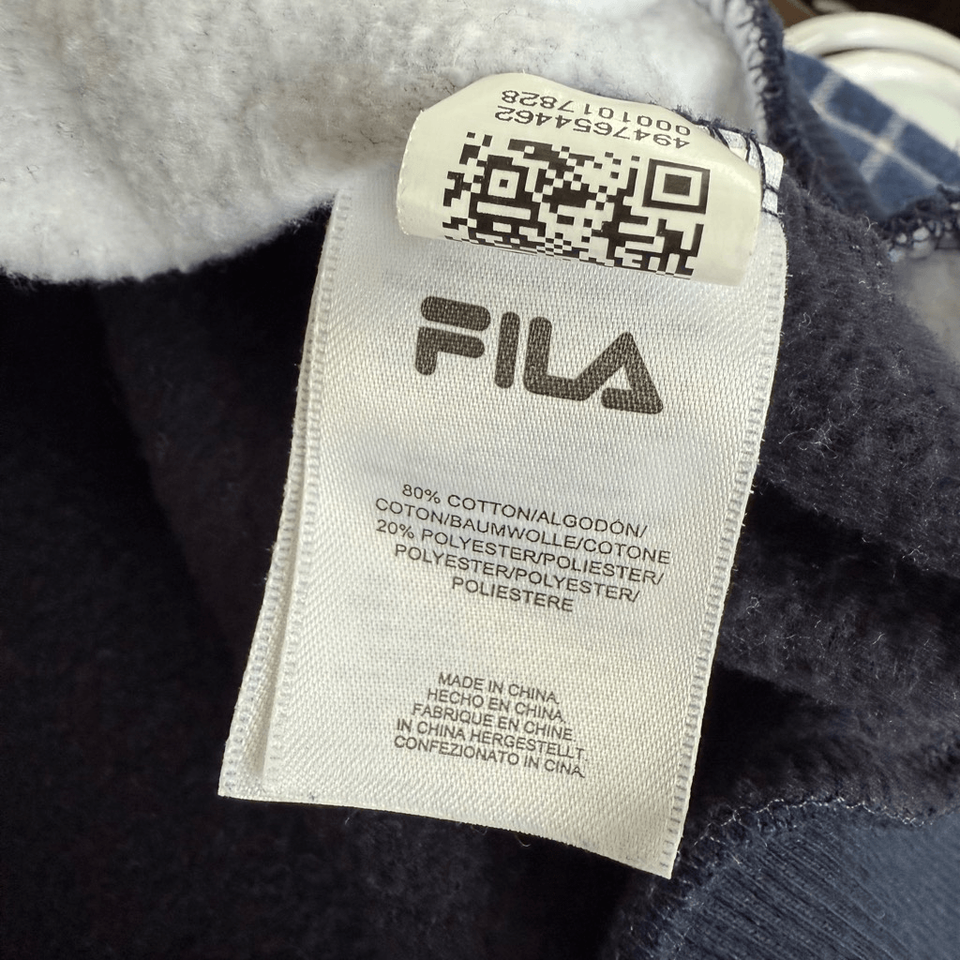 4947654462
0001017828
FILA
80% COTTON/ALGODÓN/
COTON/BAUMWOLLE/COTONE
20% POLYESTER/POLIESTER/
POLYESTER/POLYESTER/
POLIESTERE
MADE IN CHINA.
HECHO EN CHINA.
FABRIQUE EN CHINE.
IN CHINA HERGESTELLT.
CONFEZIONATO IN CINA.